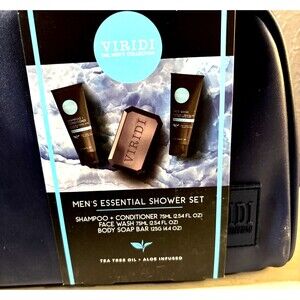 VIRIDI
THE MEN'S COLLECTION
VIRIDI
MEN'S ESSENTIAL SHOWER SET
SHAMPOO + CONDITIONER 75ML (2.54 FL OZ)
FACE WASH 75ML (2.54 FL OZ)
BODY SOAP BAR 125G (4.4 OZ)
TEA TREE OIL + ALOE INFUSED
VIRIDI